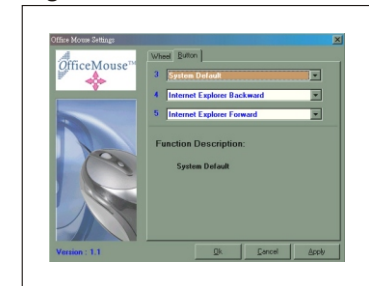 Office Mouse Settings
OfficeMouse™
Wheel Button
3 System Default
4 Internet Explorer Backward
5 Internet Explorer Forward
Function Description:
System Default
Version : 1.1
Ok Cancel Apply